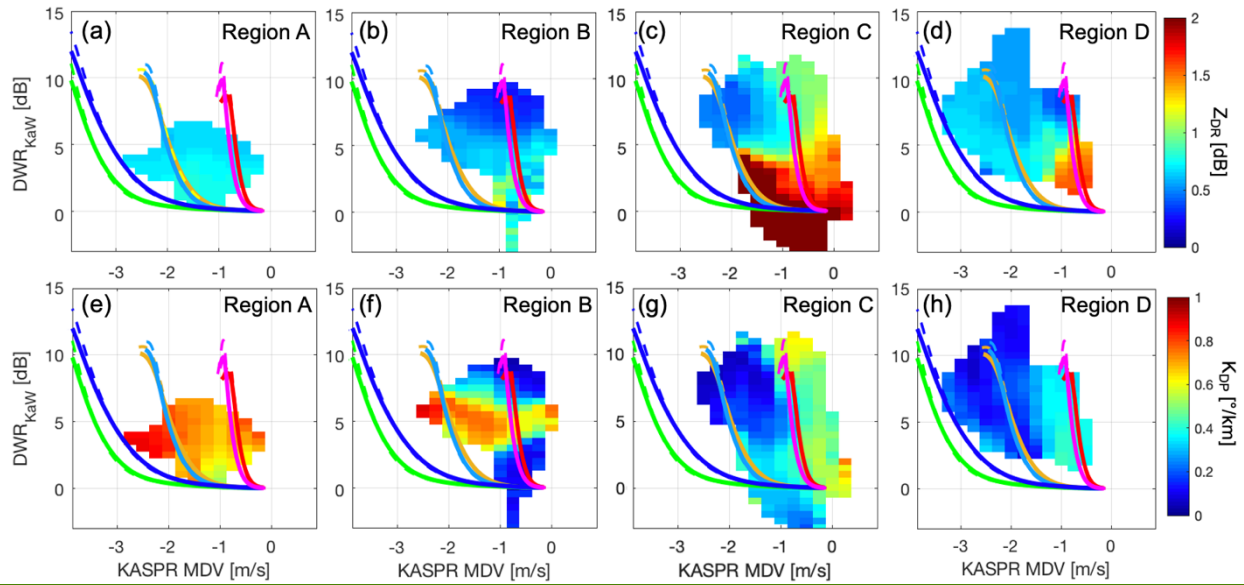 (a) Region A
(b) Region B
(c) Region C
(d) Region D
15
10
5
0
DWR_KaW [dB]
-3 -2 -1 0
15
10
5
0
-3 -2 -1 0
15
10
5
0
-3 -2 -1 0
15
10
5
0
-3 -2 -1 0
2
1.5
1
0.5
0
Z_DR [dB]
(e) Region A
(f) Region B
(g) Region C
(h) Region D
15
10
5
0
DWR_KaW [dB]
-3 -2 -1 0
KASPR MDV [m/s]
15
10
5
0
-3 -2 -1 0
KASPR MDV [m/s]
15
10
5
0
-3 -2 -1 0
KASPR MDV [m/s]
15
10
5
0
-3 -2 -1 0
KASPR MDV [m/s]
1
0.8
0.6
0.4
0.2
0
K_DP [°/km]